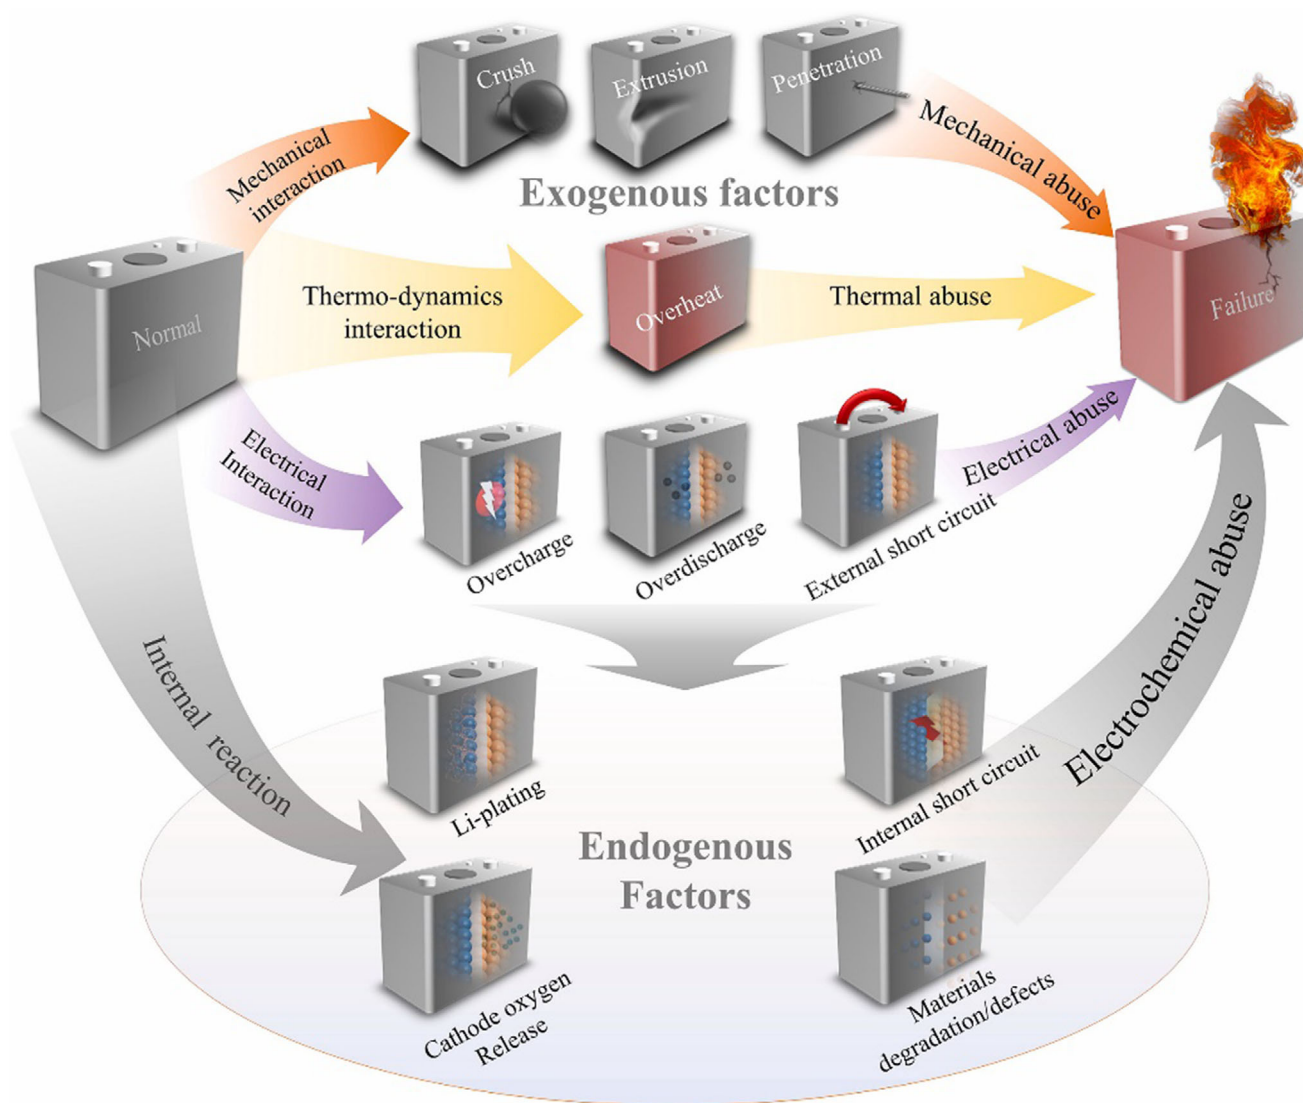 Crush
Extrusion
Penetration
Mechanical
interaction
Mechanical abuse
Exogenous factors
Normal
Thermo-dynamics
interaction
Overheat
Thermal abuse
Failure
Electrical
Interaction
Overcharge
Overdischarge
External short circuit
Electrical abuse
Internal reaction
Li-plating
Internal short circuit
Electrochemical abuse
Endogenous
Factors
Cathode oxygen
Release
Materials
degradation/defects